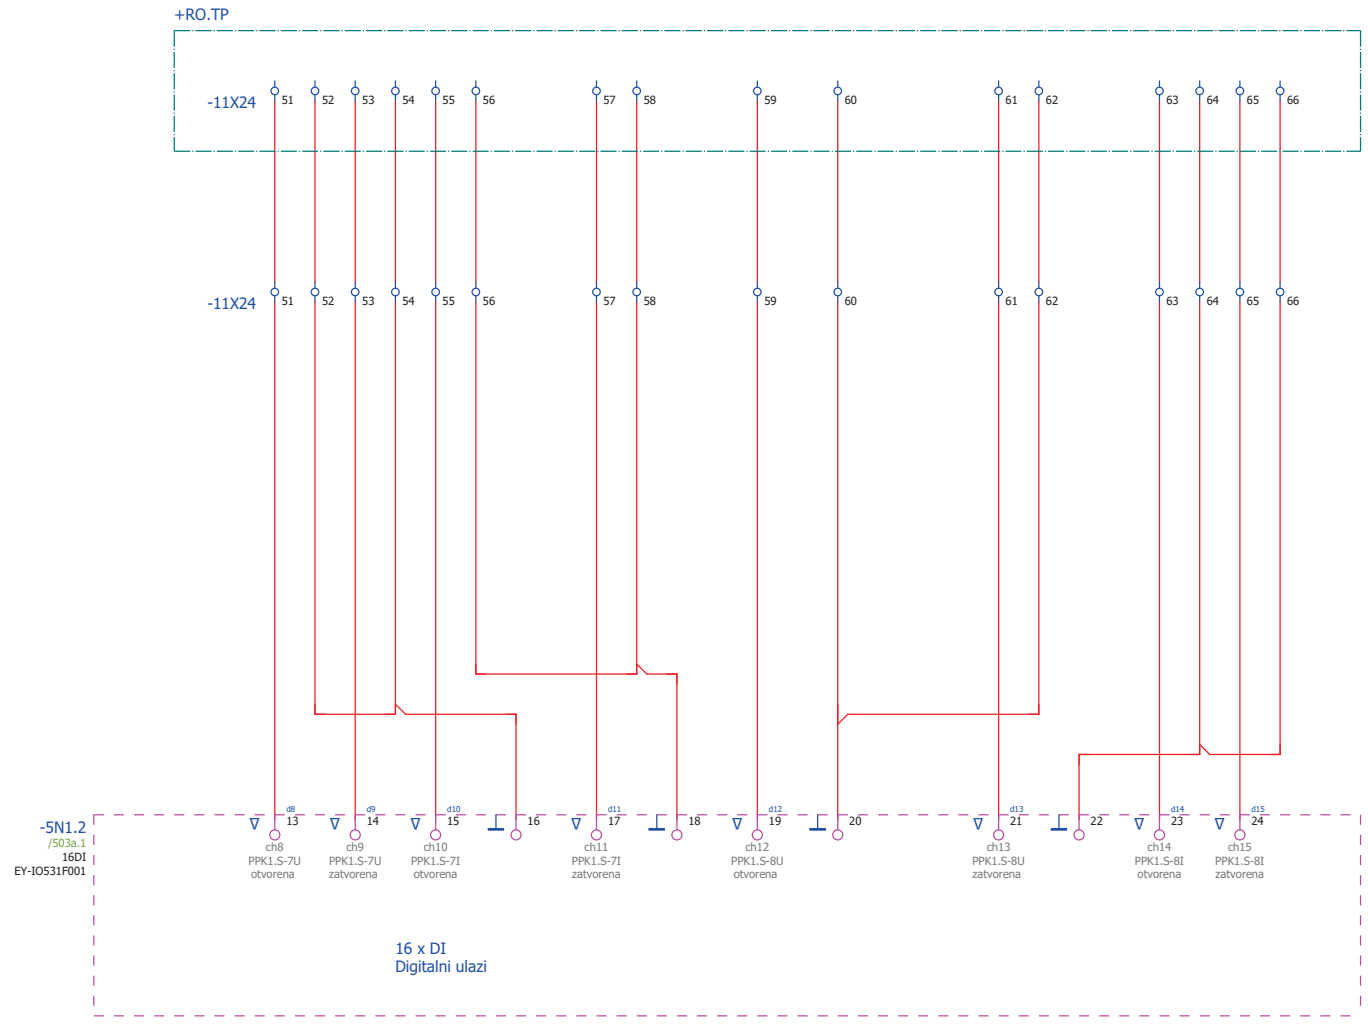 +RO.TP
-11X24 51 52 53 54 55 56 57 58 59 60 61 62 63 64 65 66
-11X24 51 52 53 54 55 56 57 58 59 60 61 62 63 64 65 66
d8 d9 d10 d11 d12 d13 d14 d15
-5N1.2 13 14 15 16 17 18 19 20 21 22 23 24
/503a.1 ch8 ch9 ch10 ch11 ch12 ch13 ch14 ch15
16DI PPK1.S-7U PPK1.S-7U PPK1.S-7I PPK1.S-7I PPK1.S-8U PPK1.S-8U PPK1.S-8I PPK1.S-8I
EY-IO531F001 otvorena zatvorena otvorena zatvorena otvorena zatvorena otvorena zatvorena
16 x DI
Digitalni ulazi